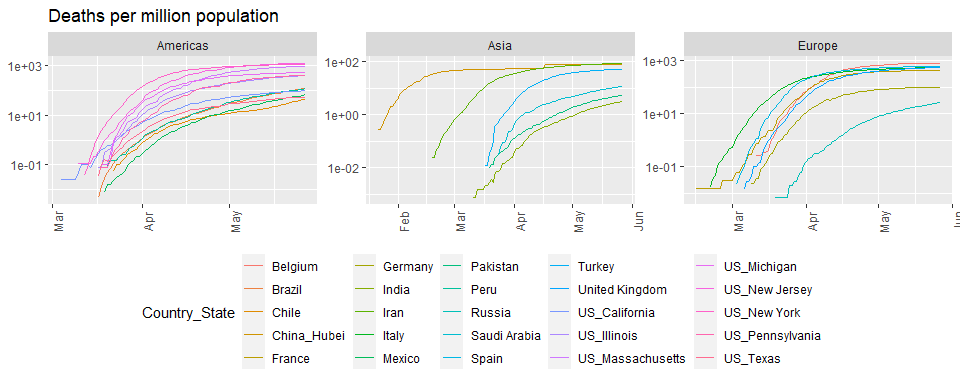 Deaths per million population
Americas Asia Europe
1e+03 1e+02 1e+03
1e+01 1e+00 1e+01
1e-01 1e-02 1e-01
Mar Apr May Feb Mar Apr May Jun Mar Apr May Jun
Belgium Germany Pakistan Turkey US_Michigan
Brazil India Peru United Kingdom US_New Jersey
Country_State Chile Iran Russia US_California US_New York
China_Hubei Italy Saudi Arabia US_Illinois US_Pennsylvania
France Mexico Spain US_Massachusetts US_Texas